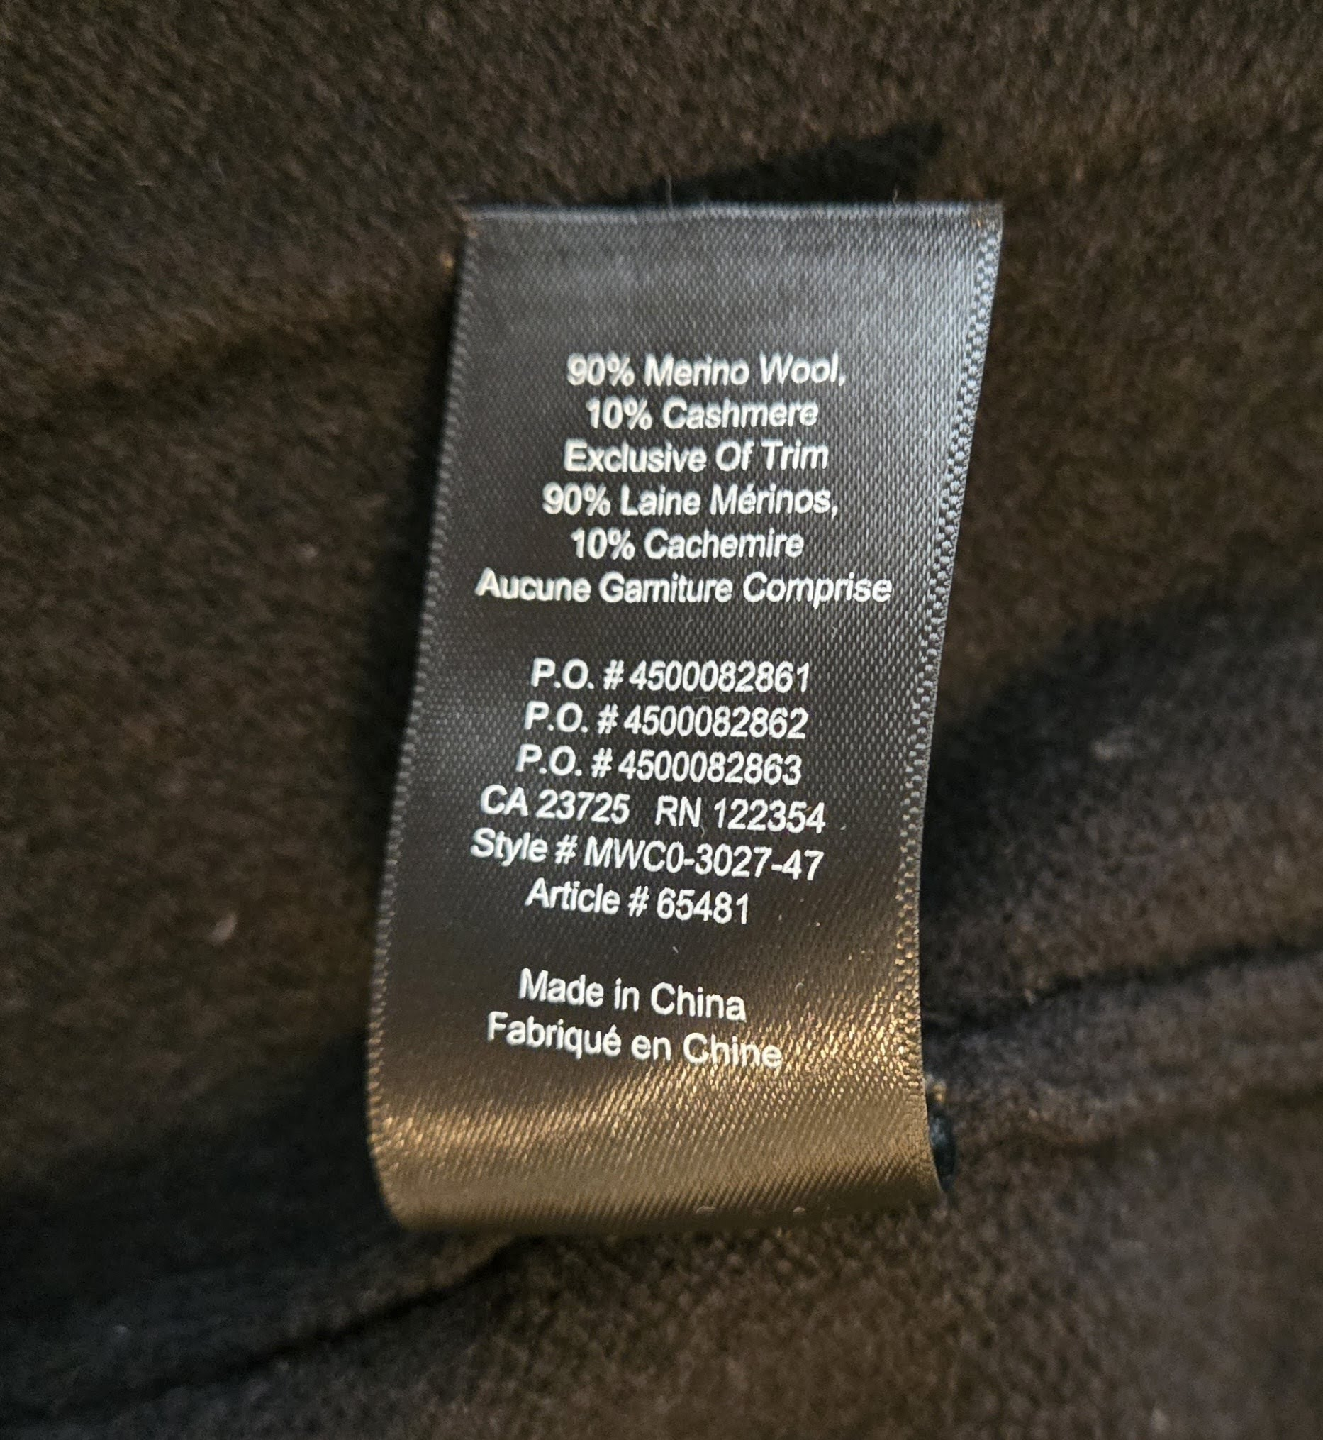 90% Merino Wool,
10% Cashmere
Exclusive Of Trim
90% Laine Mérinos,
10% Cachemire
Aucune Garniture Comprise
P.O. # 4500082861
P.O. # 4500082862
P.O. # 4500082863
CA 23725 RN 122354
Style # MWC0-3027-47
Article # 65481
Made in China
Fabriqué en Chine